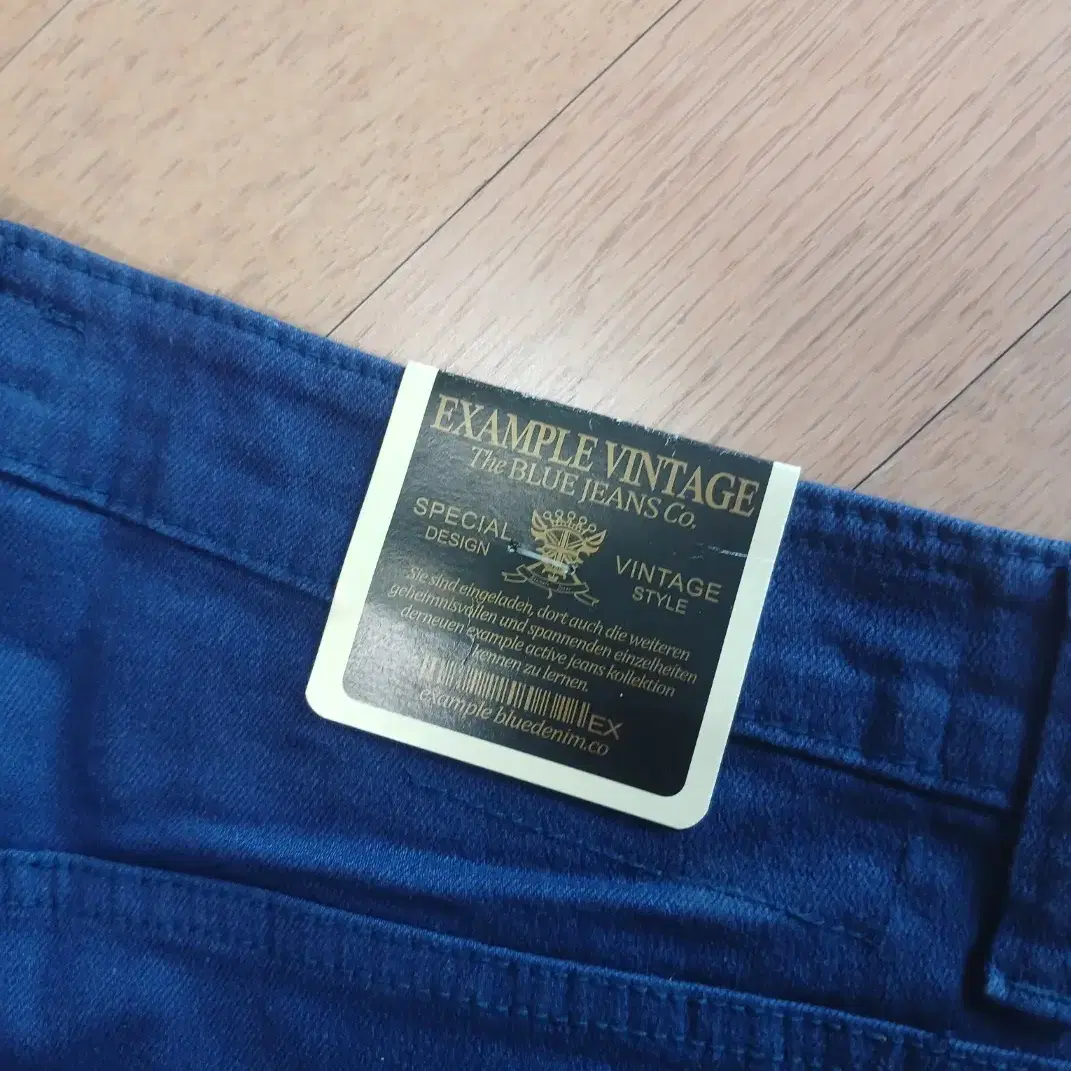 EXAMPLE VINTAGE
The BLUE JEANS Co.
SPECIAL
DESIGN
VINTAGE
STYLE
Sie sind eingeladen, dort auch die weiteren
geheimnisvollen und spannenden einzelheiten
derneuen example active jeans kollektion
kennen zu lernen.
EX
example bluedenim.co